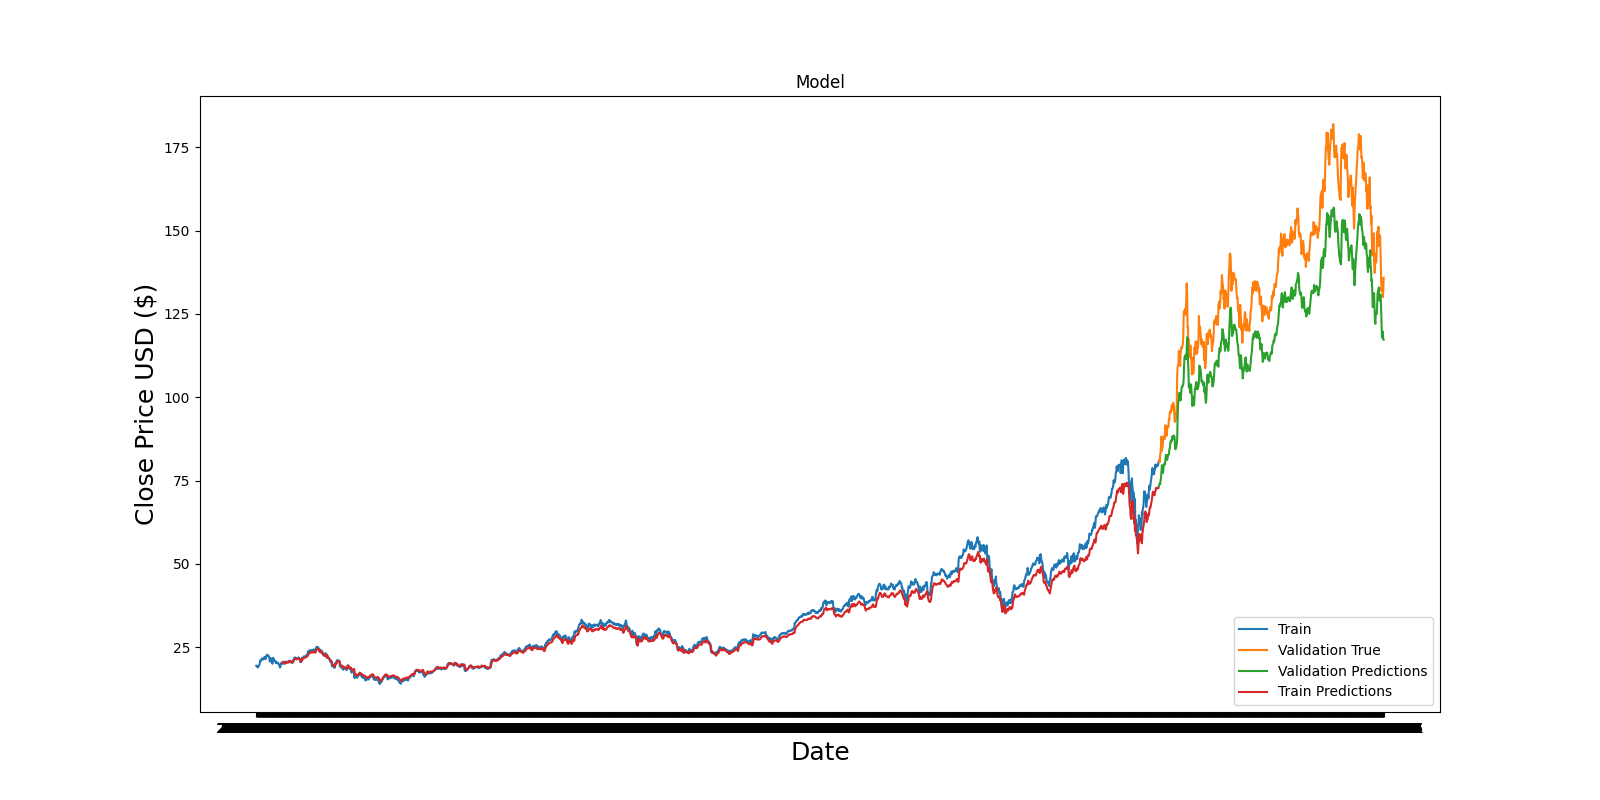 Model
Close Price USD ($)
175
150
125
100
75
50
25
Date
Train
Validation True
Validation Predictions
Train Predictions